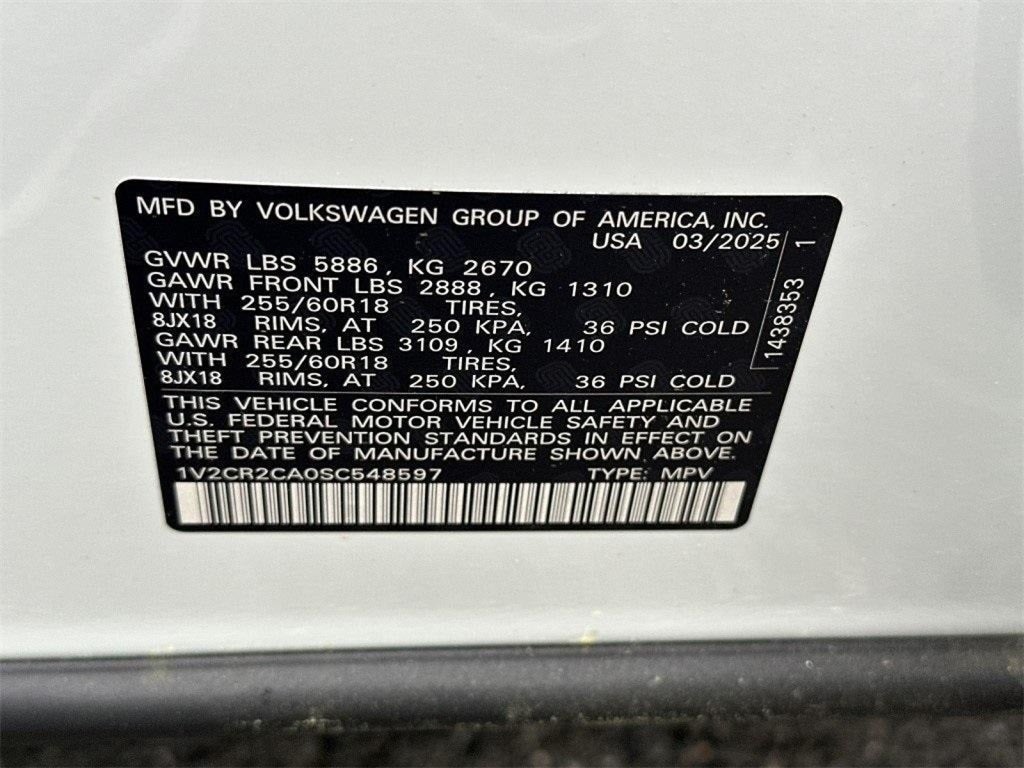 MFD BY VOLKSWAGEN GROUP OF AMERICA, INC.
USA 03/2025
GVWR LBS 5886, KG 2670
GAWR FRONT LBS 2888, KG 1310
WITH 255/60R18 TIRES,
8JX18 RIMS, AT 250 KPA, 36 PSI COLD
GAWR REAR LBS 3109, KG 1410
WITH 255/60R18 TIRES,
8JX18 RIMS, AT 250 KPA, 36 PSI COLD
1438353 1
THIS VEHICLE CONFORMS TO ALL APPLICABLE
U.S. FEDERAL MOTOR VEHICLE SAFETY AND
THEFT PREVENTION STANDARDS IN EFFECT ON
THE DATE OF MANUFACTURE SHOWN ABOVE.
1V2CR2CA0SC548597 TYPE: MPV